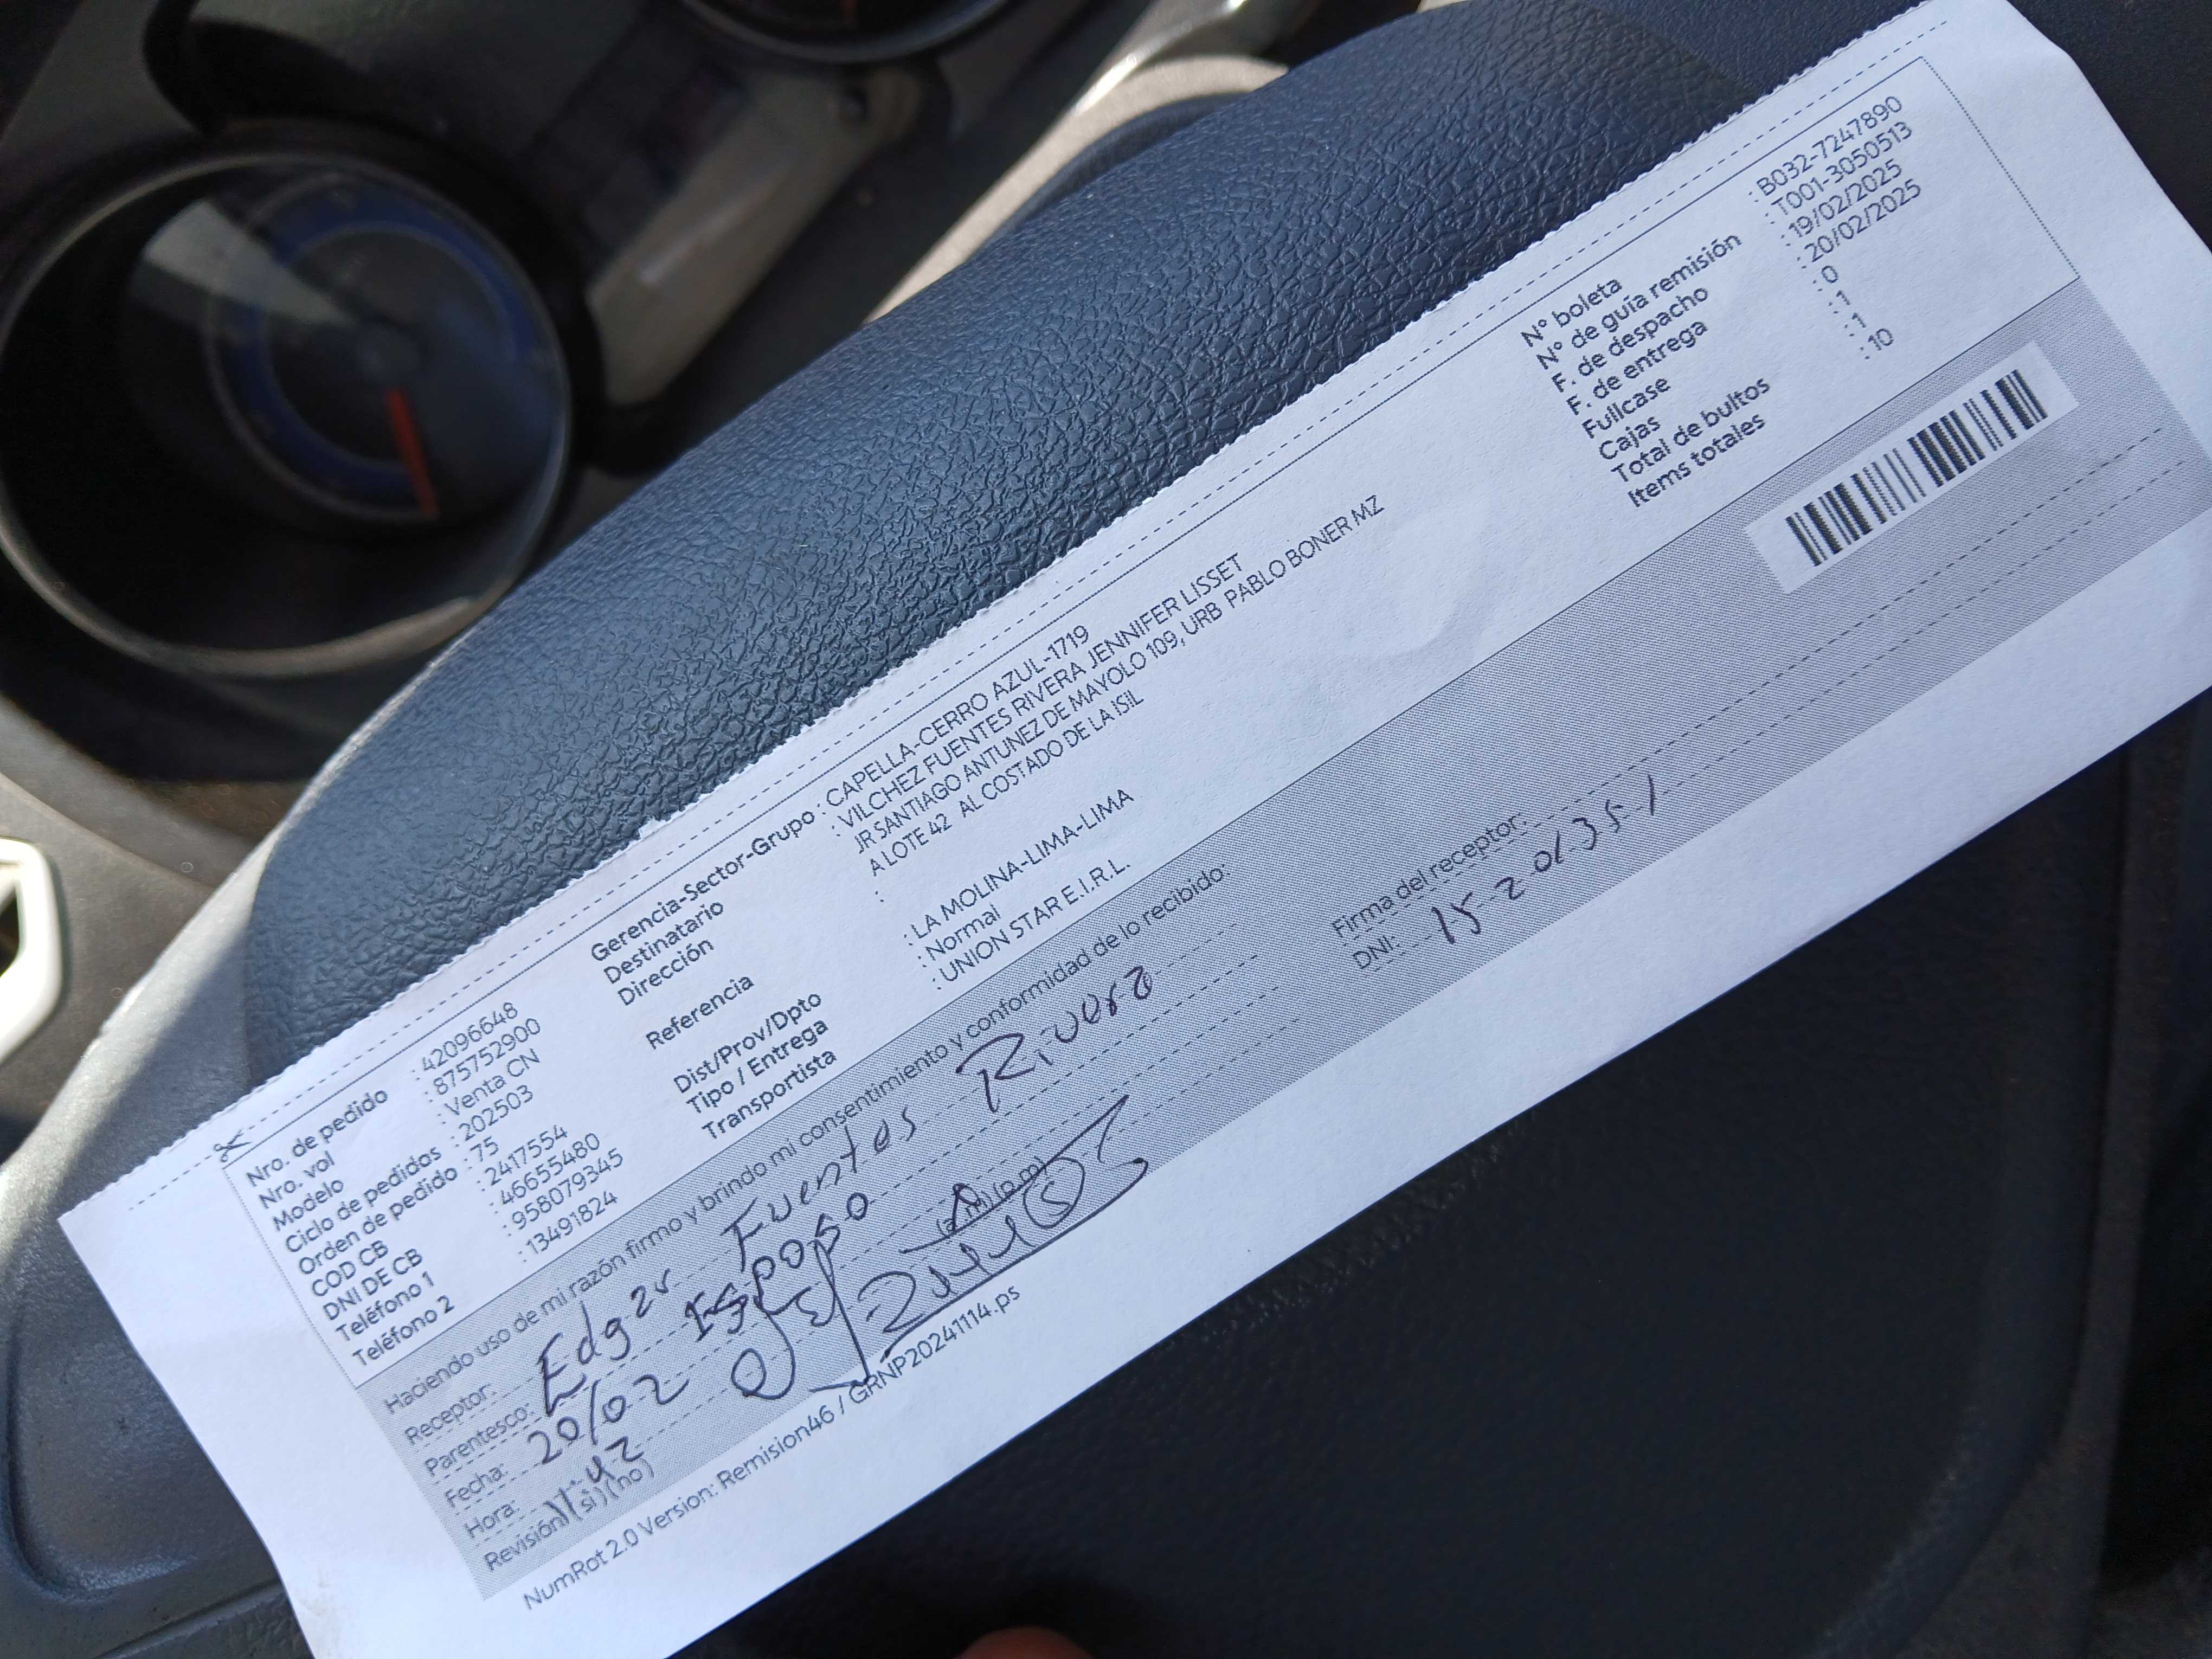 Nro. de pedido : 42096648
Nro. vol : 875752900
Modelo : Venta CN
Ciclo de pedidos : 202503
Orden de pedido : 75
COD CB : 2417554
DNI DE CB : 46655480
Teléfono 1 : 958079345
Teléfono 2 : 13491824
Gerencia-Sector-Grupo : CAPELLA-CERRO AZUL-1719
Destinatario : VILCHEZ FUENTES RIVERA JENNIFER LISSET
Dirección JR SANTIAGO ANTUNEZ DE MAYOLO 109, URB PABLO BONER MZ
A LOTE 42 AL COSTADO DE LA ISIL
Referencia :
Dist/Prov/Dpto : LA MOLINA-LIMA-LIMA
Tipo / Entrega : Normal
Transportista : UNION STAR E.I.R.L.
N° boleta : B032-7247890
N° de guía remisión : T001-3050513
F. de despacho : 19/02/2025
F. de entrega : 20/02/2025
Fullcase : 0
Cajas : 1
Total de bultos : 1
Items totales : 10
Haciendo uso de mi razón firmo y brindo mi consentimiento y conformidad de lo recibido:
Receptor: Edgar Fuentes Rivera
Parentesco: Esposo
Fecha: 20/02
Hora: (a.m) (p.m)
Revisión (si) (no)
Firma del receptor:
DNI:
NumRot 2.0 Version: Remision46 / GRNP20241114.ps